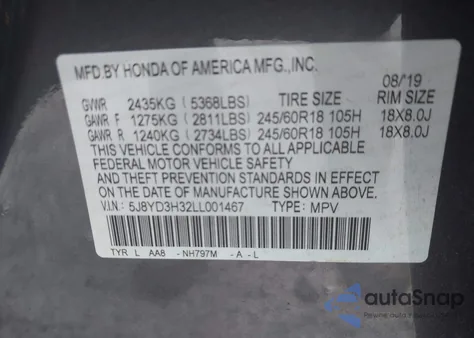 MFD.BY HONDA OF AMERICA MFG.,INC.
08/'19
GVWR 2435KG (5368LBS) TIRE SIZE RIM SIZE
GAWR F 1275KG (2811LBS) 245/60R18 105H 18X8.0J
GAWR R 1240KG (2734LBS) 245/60R18 105H 18X8.0J
THIS VEHICLE CONFORMS TO ALL APPLICABLE
FEDERAL MOTOR VEHICLE SAFETY
AND THEFT PREVENTION STANDARDS IN EFFECT
ON THE DATE OF MANUFACTURE SHOWN ABOVE.
V.I.N.: 5J8YD3H32LL001467 TYPE: MPV
TYR L AA8 -NH797M -A -L
autoSnap